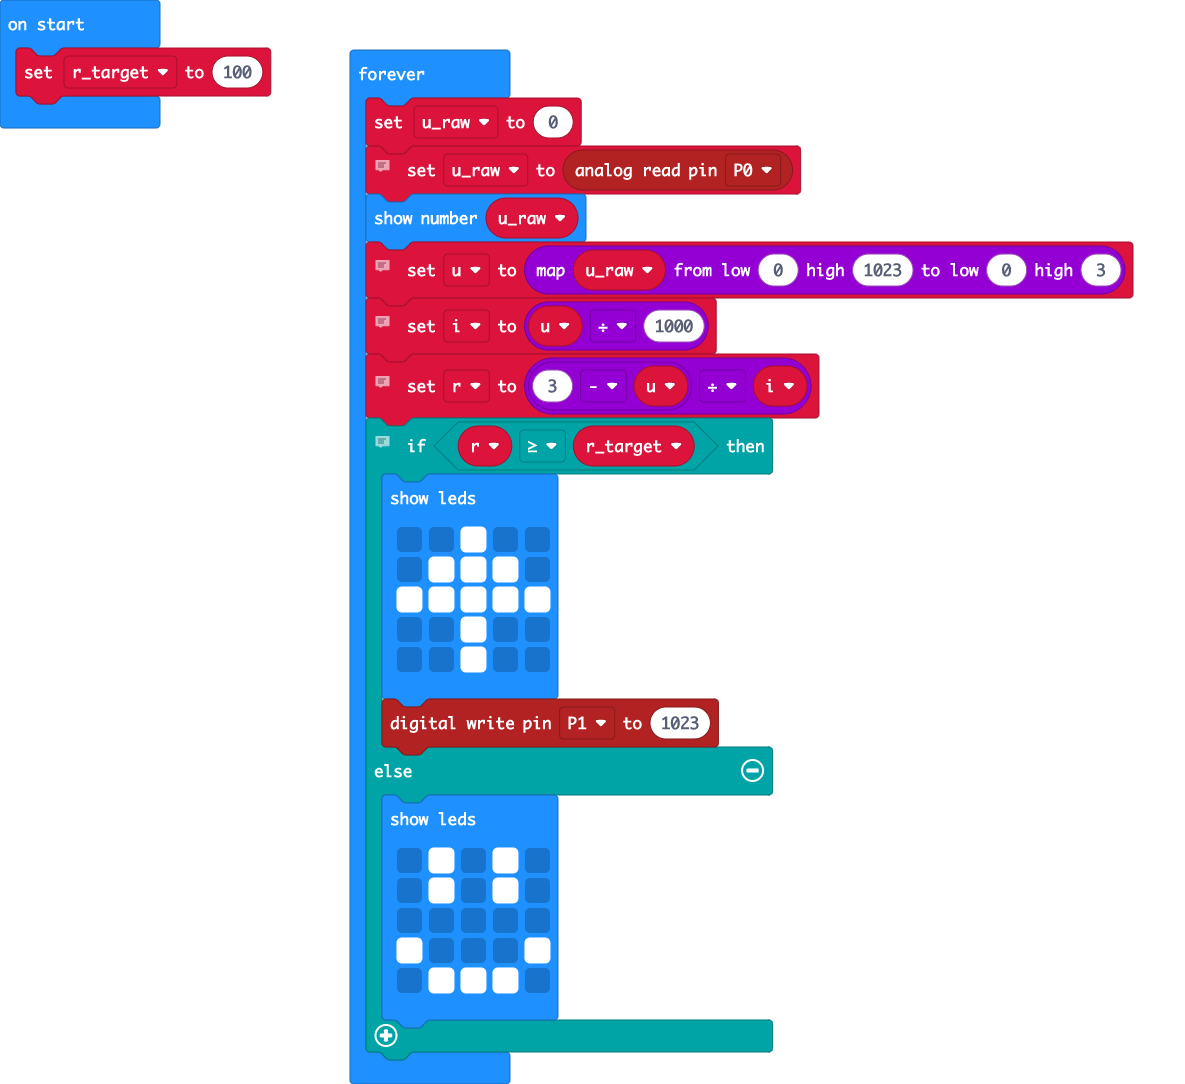 on start
set r_target to 100
forever
set u_raw to 0
set u_raw to analog read pin P0
show number u_raw
set u to map u_raw from low 0 high 1023 to low 0 high 3
set i to u ÷ 1000
set r to 3 - u ÷ i
if r ≥ r_target then
show leds
digital write pin P1 to 1023
else
show leds